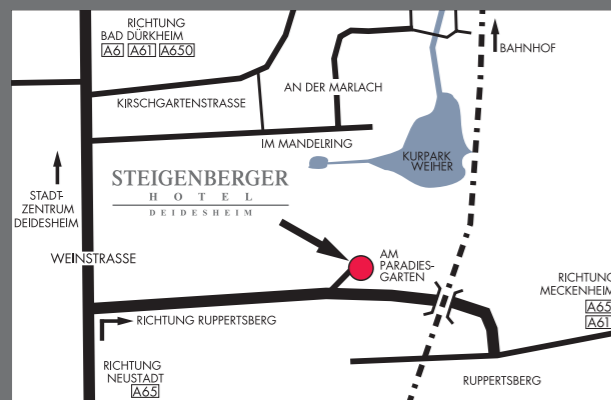 RICHTUNG
BAD DÜRKHEIM
A6 A61 A650
BAHNHOF
AN DER MARLACH
KIRSCHGARTENSTRASSE
IM MANDELRING
KURPARK
WEIHER
STEIGENBERGER
HOTEL
DEIDESHEIM
STADT-
ZENTRUM
DEIDESHEIM
WEINSTRASSE
AM
PARADIES-
GARTEN
RICHTUNG
MECKENHEIM
A65
A61
RICHTUNG RUPPERTSBERG
RICHTUNG
NEUSTADT
A65
RUPPERTSBERG